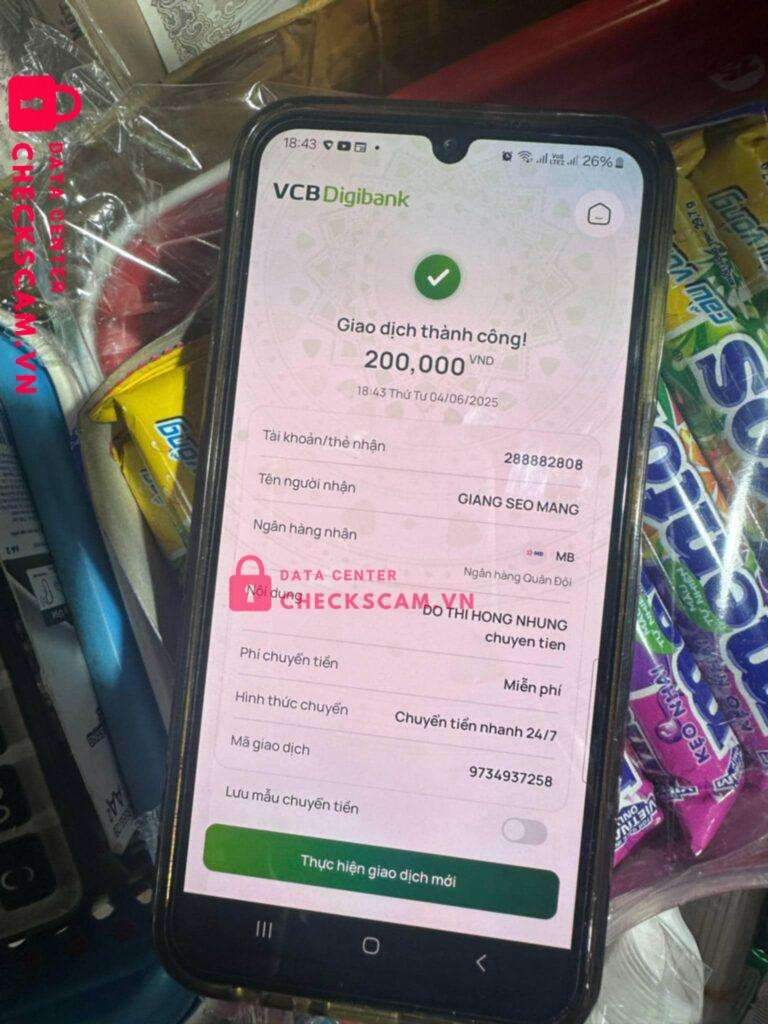 18:43
26%
VCB Digibank
Giao dịch thành công!
200,000 VND
18:43 Thứ Tư 04/06/2025
Tài khoản/thẻ nhận
288882808
Tên người nhận
GIANG SEO MANG
Ngân hàng nhận
MB
Ngân hàng Quân Đội
Nội dung
DO THI HONG NHUNG
chuyen tien
Phí chuyển tiền
Miễn phí
Hình thức chuyển
Chuyển tiền nhanh 24/7
Mã giao dịch
9734937258
Lưu mẫu chuyển tiền
Thực hiện giao dịch mới
DATA CENTER
CHECKSCAM.VN
DATA CENTER
CHECKSCAM.VN
KẸO NHAI